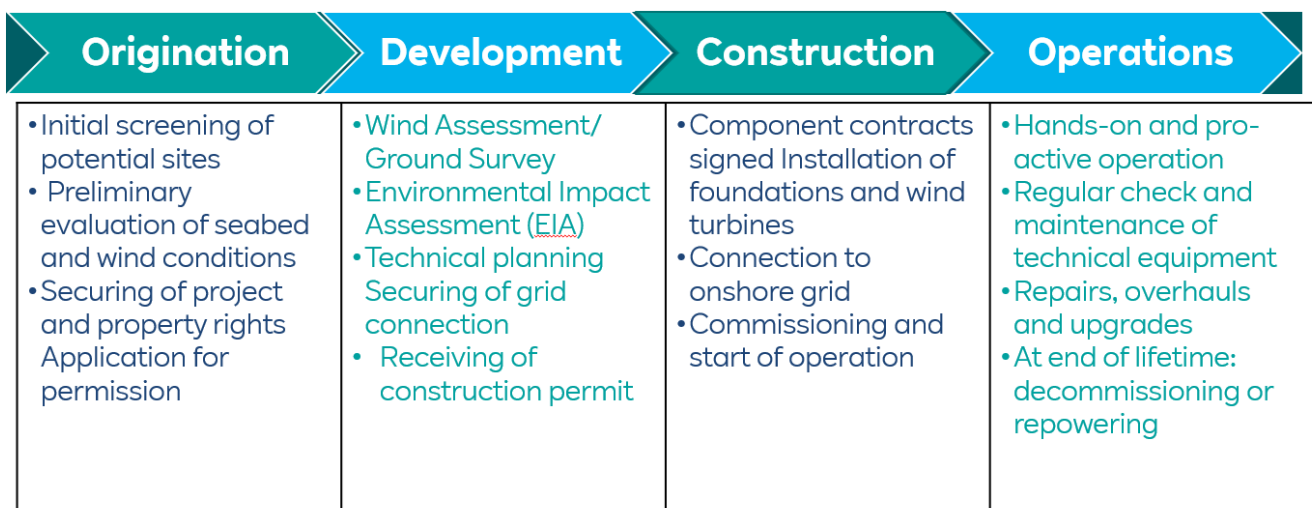 Origination
Development
Construction
Operations
•Initial screening of
potential sites
• Preliminary
evaluation of seabed
and wind conditions
•Securing of project
and property rights
Application for
permission
•Wind Assessment/
Ground Survey
•Environmental Impact
Assessment (EIA)
•Technical planning
Securing of grid
connection
• Receiving of
construction permit
•Component contracts
signed Installation of
foundations and wind
turbines
•Connection to
onshore grid
•Commissioning and
start of operation
•Hands-on and pro-
active operation
•Regular check and
maintenance of
technical equipment
•Repairs, overhauls
and upgrades
•At end of lifetime:
decommissioning or
repowering